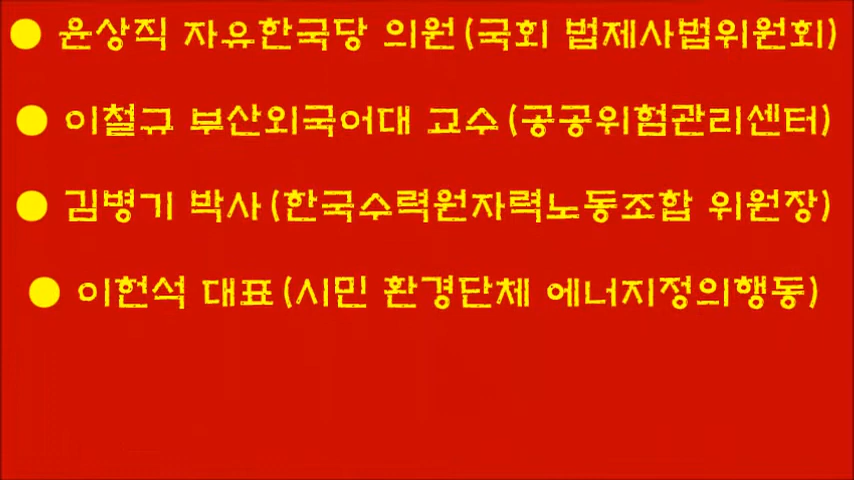 ● 윤상직 자유한국당 의원(국회 법제사법위원회)
● 이철규 부산외국어대 교수(공공위험관리센터)
● 김병기 박사(한국수력원자력노동조합 위원장)
● 이헌석 대표(시민 환경단체 에너지정의행동)